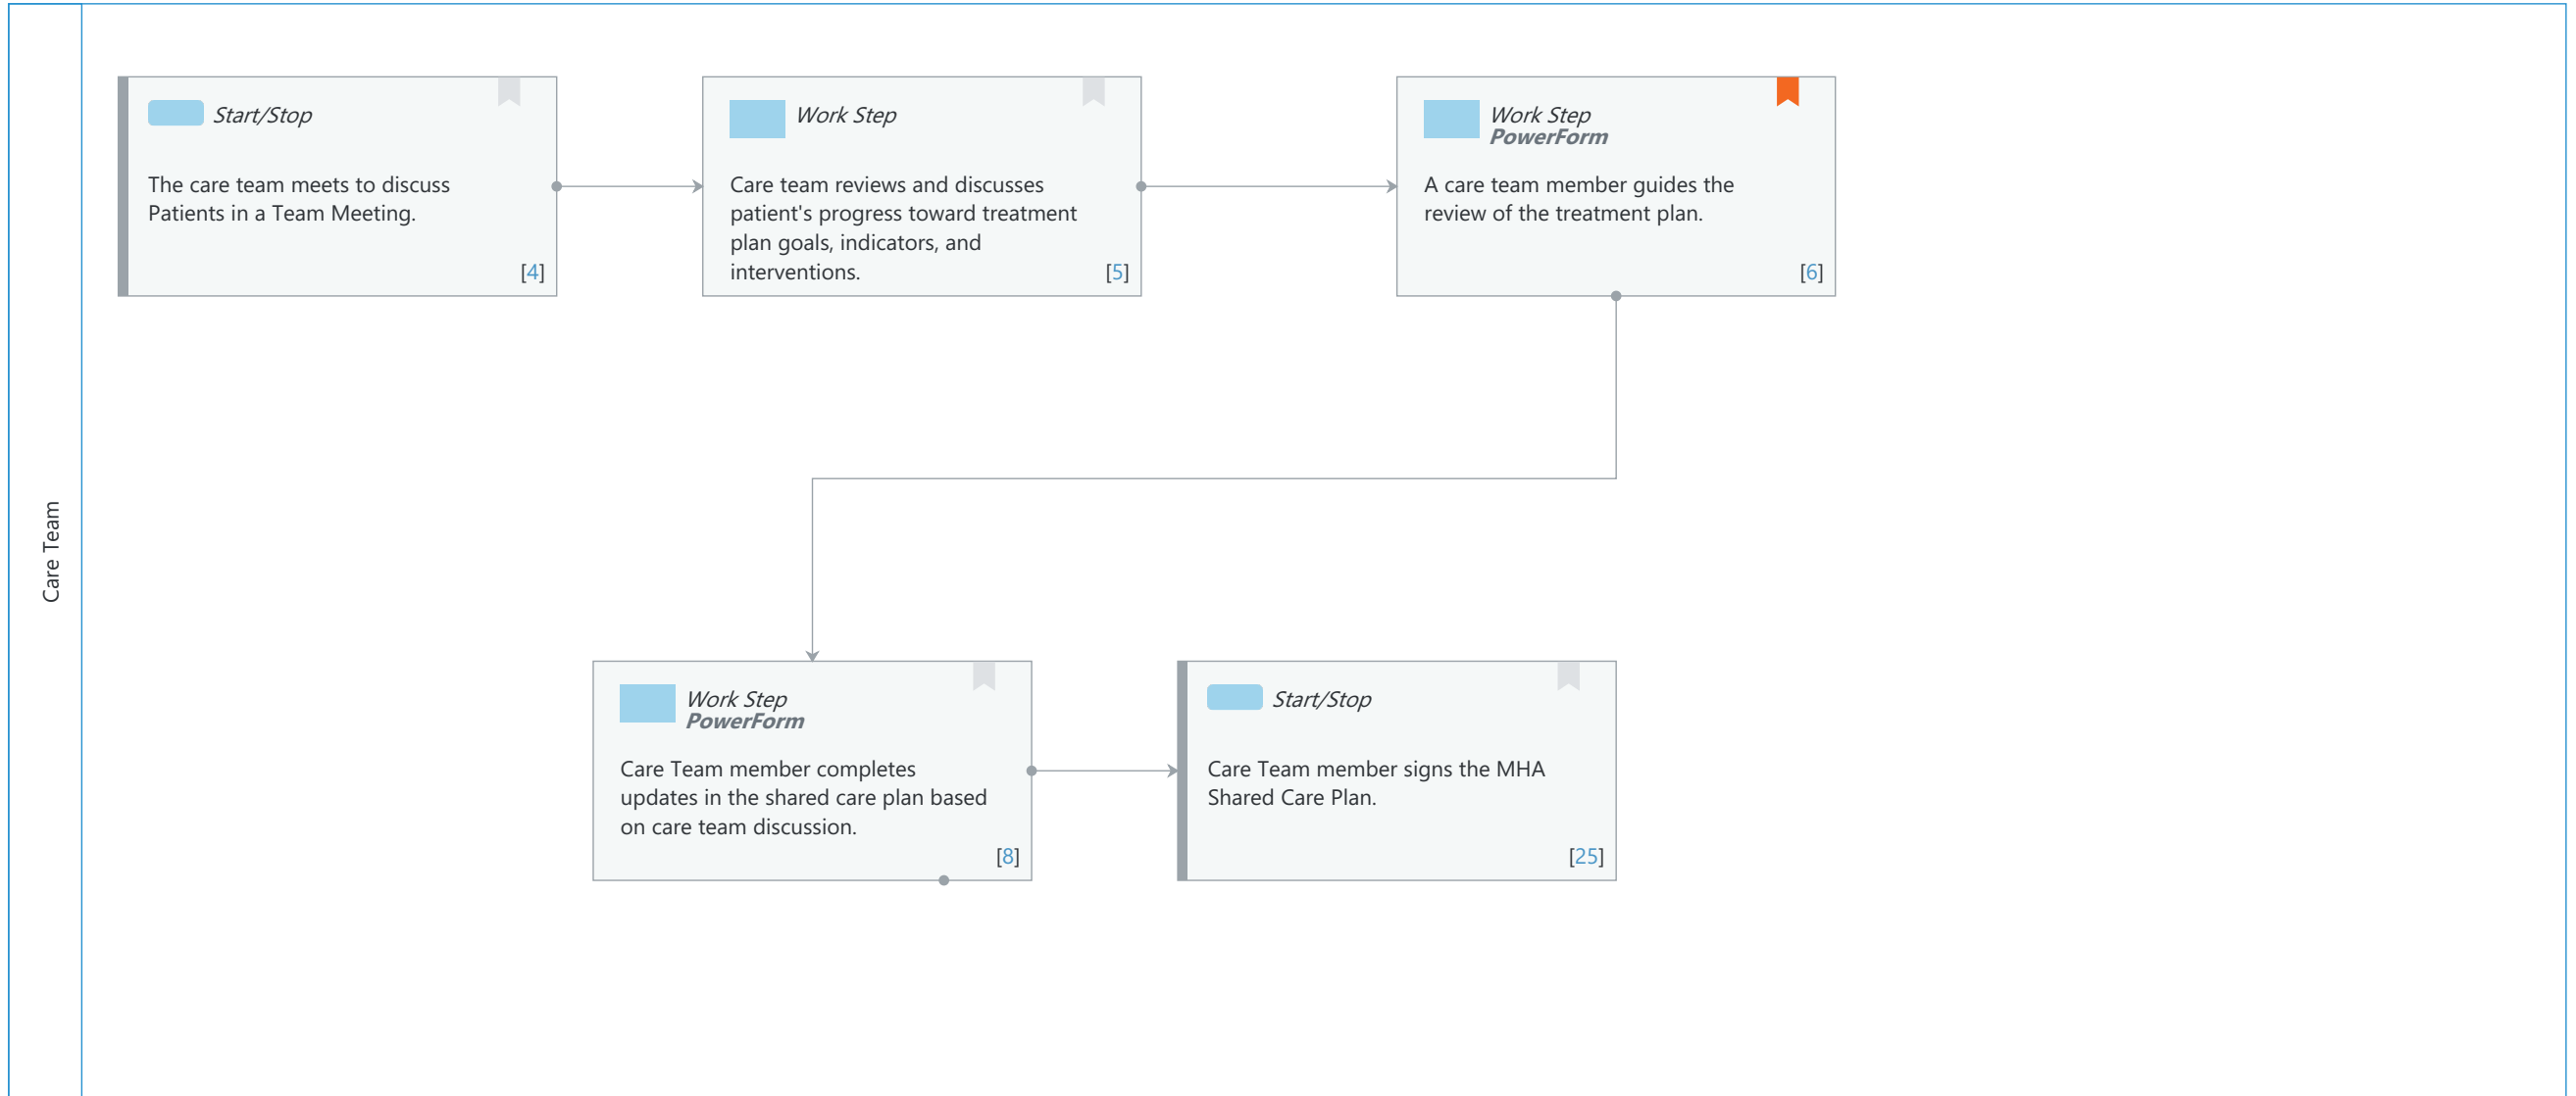 Care Team
Start/Stop
The care team meets to discuss
Patients in a Team Meeting.
[4]
Work Step
Care team reviews and discusses
patient's progress toward treatment
plan goals, indicators, and
interventions.
[5]
Work Step
PowerForm
A care team member guides the
review of the treatment plan.
[6]
Work Step
PowerForm
Care Team member completes
updates in the shared care plan based
on care team discussion.
[8]
Start/Stop
Care Team member signs the MHA
Shared Care Plan.
[25]